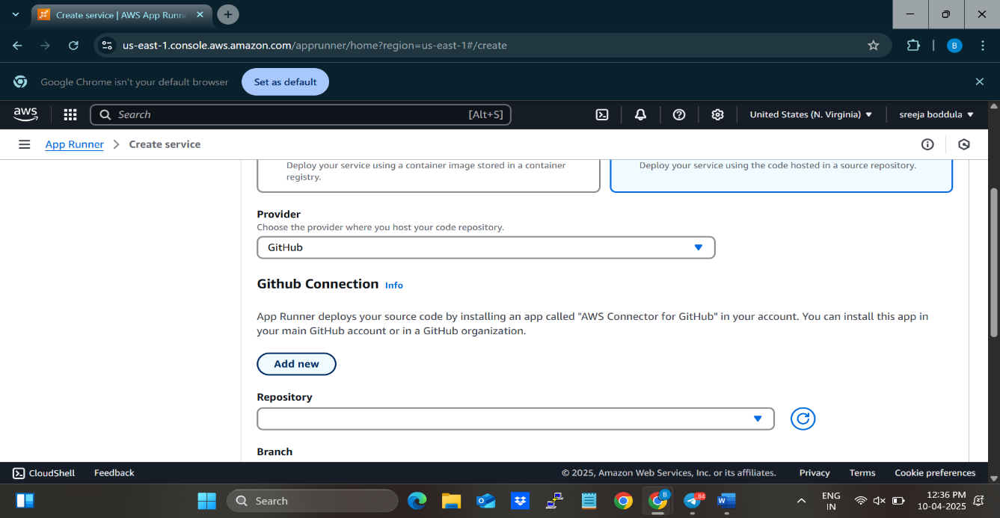 Create service | AWS App Runn
us-east-1.console.aws.amazon.com/apprunner/home?region=us-east-1#/create
B
Google Chrome isn't your default browser
Set as default
aws
Search
[Alt+S]
United States (N. Virginia)
sreeja boddula
App Runner
Create service
Deploy your service using a container image stored in a container
registry.
Deploy your service using the code hosted in a source repository.
Provider
Choose the provider where you host your code repository.
GitHub
Github Connection Info
App Runner deploys your source code by installing an app called "AWS Connector for GitHub" in your account. You can install this app in
your main GitHub account or in a GitHub organization.
Add new
Repository
Branch
CloudShell
Feedback
© 2025, Amazon Web Services, Inc. or its affiliates.
Privacy
Terms
Cookie preferences
Search
B
84
W
ENG
IN
12:36 PM
10-04-2025